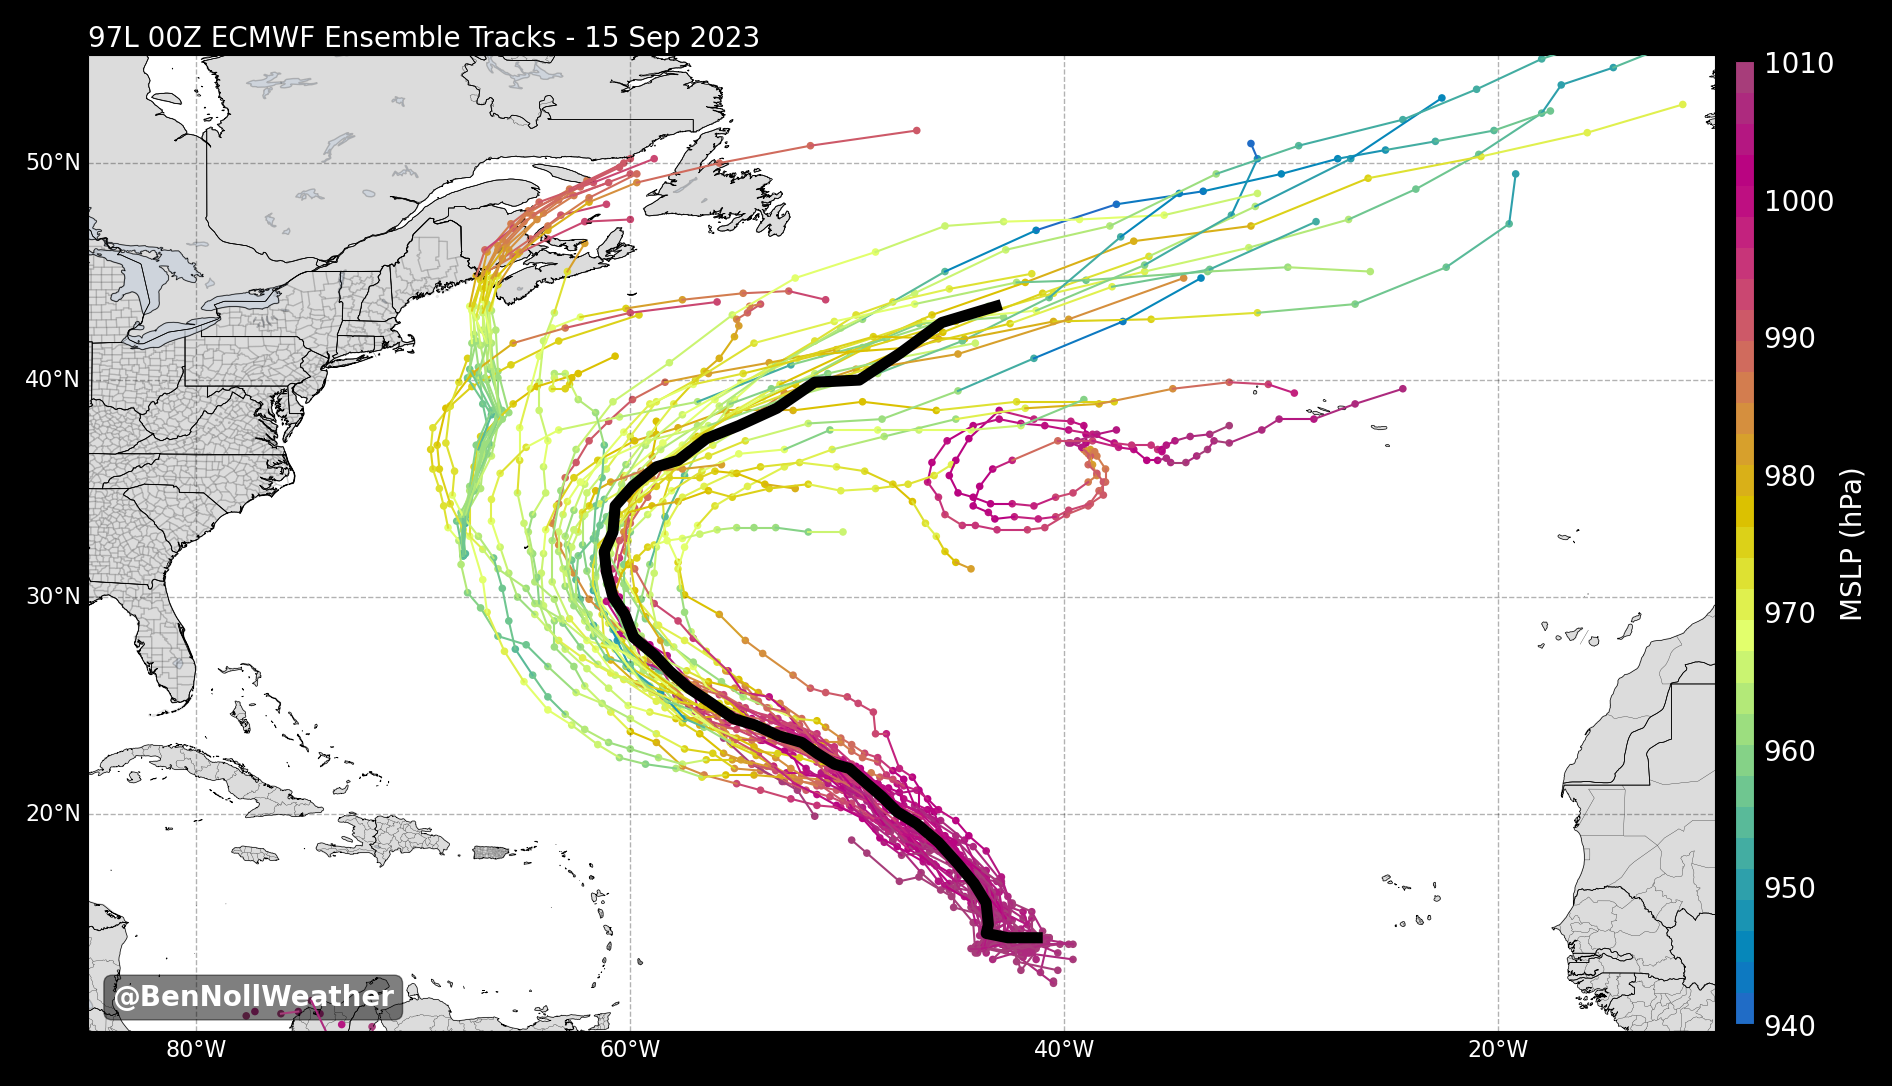 97L 00Z ECMWF Ensemble Tracks - 15 Sep 2023
50°N
40°N
30°N
20°N
80°W
60°W
40°W
20°W
1010
1000
990
980
970
960
950
940
MSLP (hPa)
@BenNollWeather